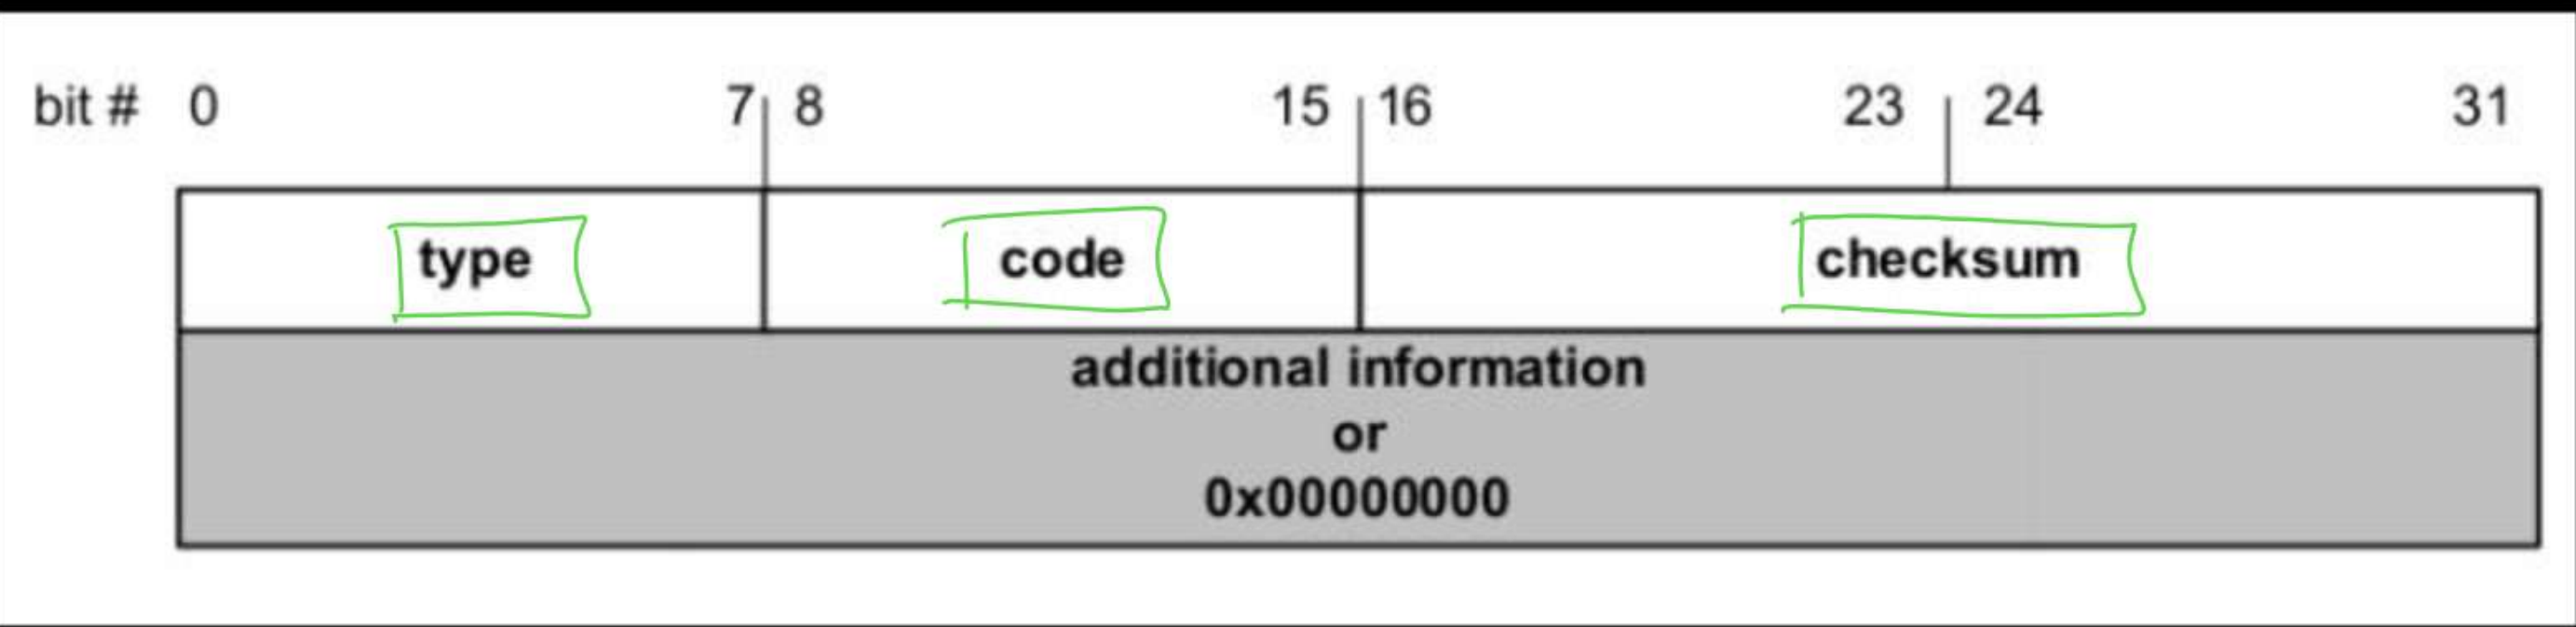 bit # 0 7 8 15 16 23 24 31
type code checksum
additional information
or
0x00000000